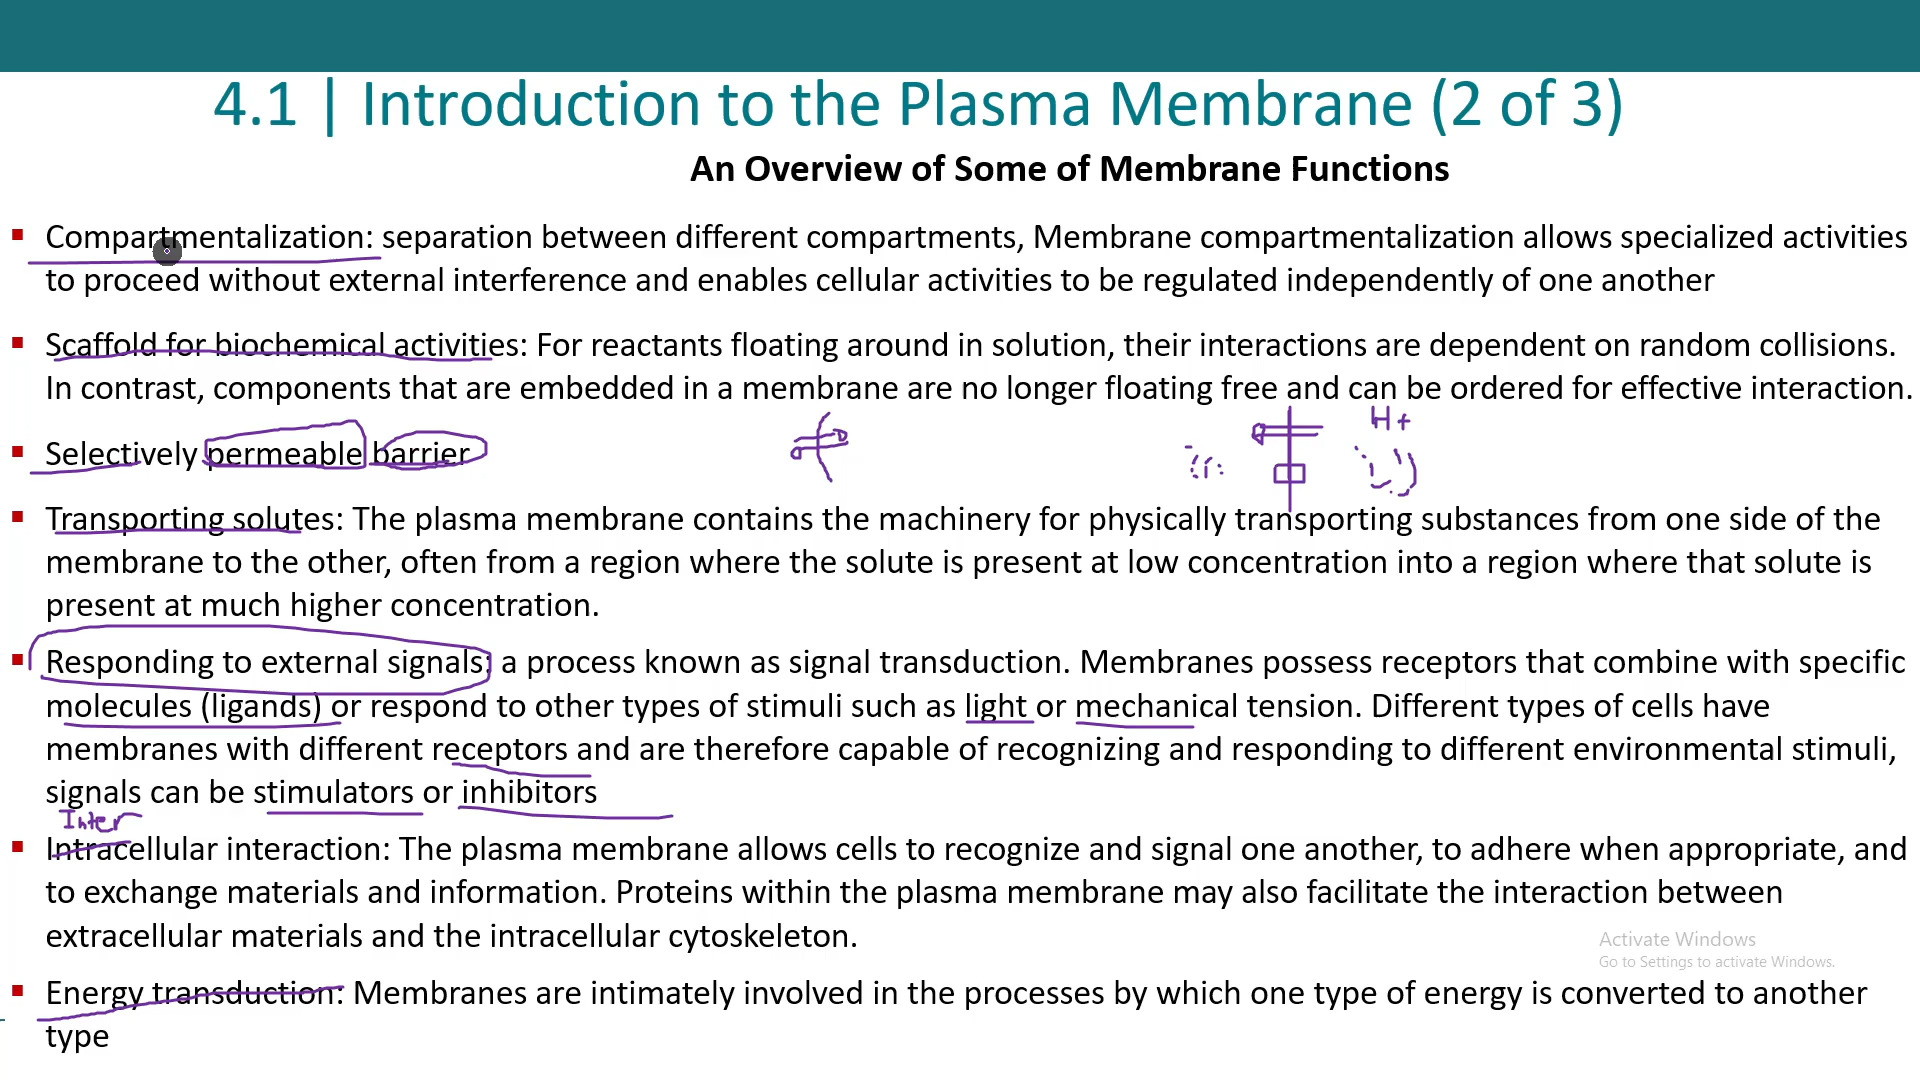 4.1 | Introduction to the Plasma Membrane (2 of 3)
An Overview of Some of Membrane Functions
Compartmentalization: separation between different compartments, Membrane compartmentalization allows specialized activities
to proceed without external interference and enables cellular activities to be regulated independently of one another
Scaffold for biochemical activities: For reactants floating around in solution, their interactions are dependent on random collisions.
In contrast, components that are embedded in a membrane are no longer floating free and can be ordered for effective interaction.
H+
Selectively permeable barrier
Transporting solutes: The plasma membrane contains the machinery for physically transporting substances from one side of the
membrane to the other, often from a region where the solute is present at low concentration into a region where that solute is
present at much higher concentration.
Responding to external signals: a process known as signal transduction. Membranes possess receptors that combine with specific
molecules (ligands) or respond to other types of stimuli such as light or mechanical tension. Different types of cells have
membranes with different receptors and are therefore capable of recognizing and responding to different environmental stimuli,
signals can be stimulators or inhibitors
Inter
Intracellular interaction: The plasma membrane allows cells to recognize and signal one another, to adhere when appropriate, and
to exchange materials and information. Proteins within the plasma membrane may also facilitate the interaction between
extracellular materials and the intracellular cytoskeleton.
Activate Windows
Go to Settings to activate Windows.
Energy transduction: Membranes are intimately involved in the processes by which one type of energy is converted to another
type